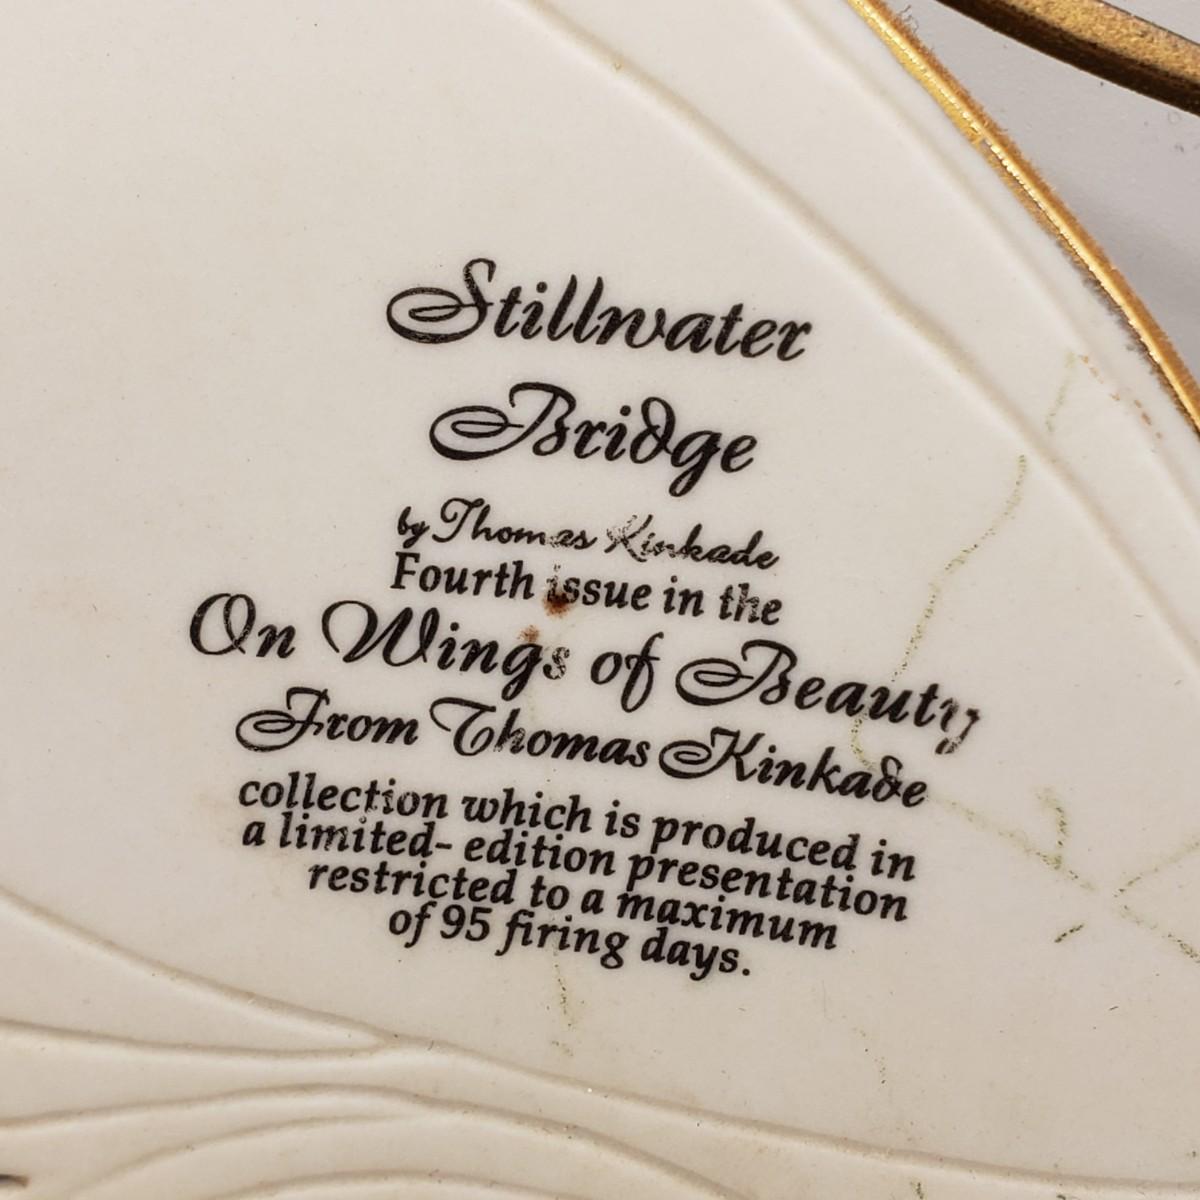 Stillwater
Bridge
by Thomas Kinkade
Fourth issue in the
On Wings of Beauty
From Thomas Kinkade
collection which is produced in
a limited- edition presentation
restricted to a maximum
of 95 firing days.